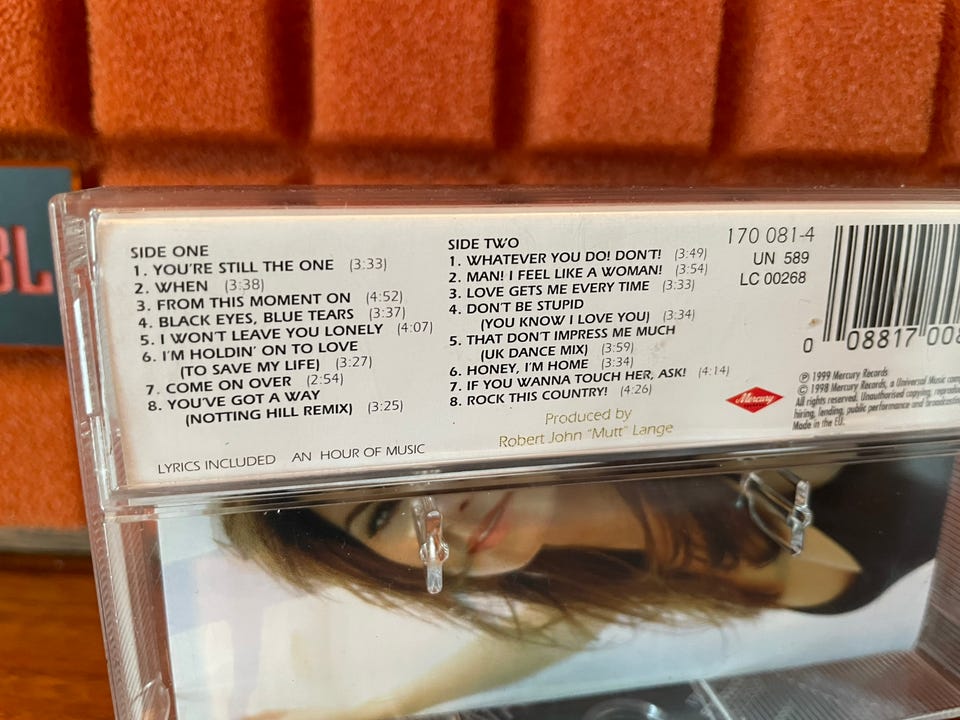 BL
SIDE ONE
1. YOU'RE STILL THE ONE (3:33)
2. WHEN (3:38)
3. FROM THIS MOMENT ON (4:52)
4. BLACK EYES, BLUE TEARS (3:37)
5. I WON'T LEAVE YOU LONELY (4:07)
6. I'M HOLDIN' ON TO LOVE
(TO SAVE MY LIFE) (3:27)
7. COME ON OVER (2:54)
8. YOU'VE GOT A WAY
(NOTTING HILL REMIX) (3:25)
LYRICS INCLUDED AN HOUR OF MUSIC
SIDE TWO
1. WHATEVER YOU DO! DON'T! (3:49)
2. MAN! I FEEL LIKE A WOMAN! (3:54)
3. LOVE GETS ME EVERY TIME (3:33)
4. DON'T BE STUPID
(YOU KNOW I LOVE YOU) (3:34)
5. THAT DON'T IMPRESS ME MUCH
(UK DANCE MIX) (3:59)
6. HONEY, I'M HOME (3:34)
7. IF YOU WANNA TOUCH HER, ASK! (4:14)
8. ROCK THIS COUNTRY! (4:26)
Produced by
Robert John "Mutt" Lange
170 081-4
UN 589
LC 00268
0 08817 008
Mercury
℗ 1999 Mercury Records
© 1998 Mercury Records, a Universal Music
All rights reserved. Unauthorised copying,
hiring, lending, public performance and
Made in the EU.